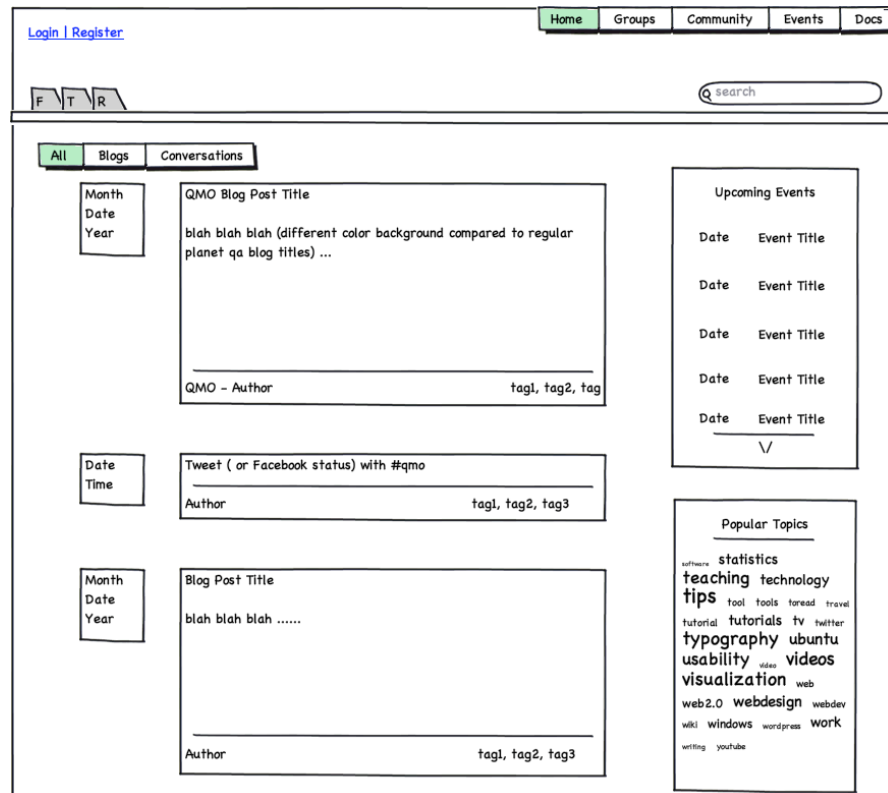 Login | Register
Home Groups Community Events Docs
F T R
search
All Blogs Conversations
Month
Date
Year
QMO Blog Post Title
blah blah blah (different color background compared to regular
planet qa blog titles) ...
QMO - Author tag1, tag2, tag
Date
Time
Tweet ( or Facebook status) with #qmo
Author tag1, tag2, tag3
Month
Date
Year
Blog Post Title
blah blah blah ......
Author tag1, tag2, tag3
Upcoming Events
Date Event Title
Date Event Title
Date Event Title
Date Event Title
Date Event Title
\/
Popular Topics
software statistics
teaching technology
tips tool tools toread travel
tutorial tutorials tv twitter
typography ubuntu
usability video videos
visualization web
web2.0 webdesign webdev
wiki windows wordpress work
writing youtube